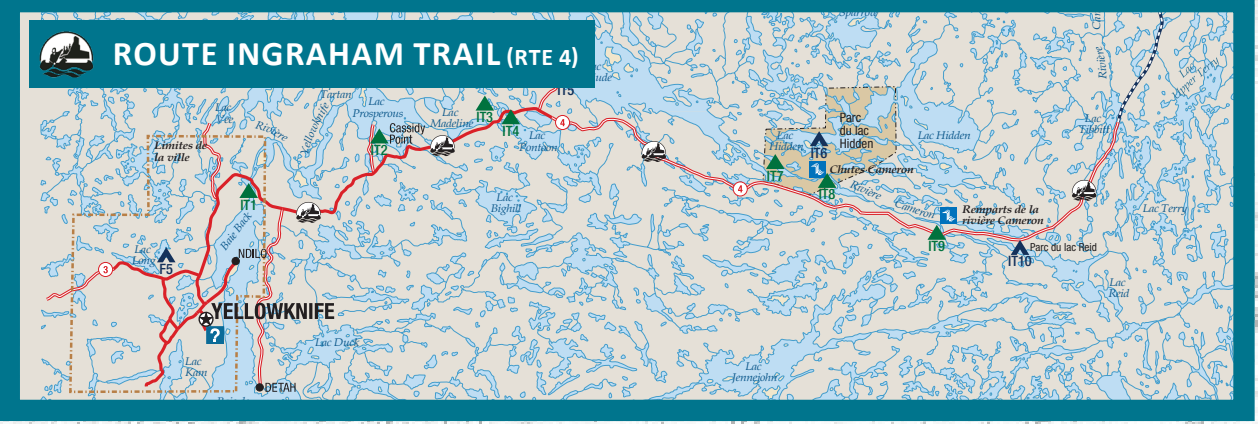 ROUTE INGRAHAM TRAIL (RTE 4)
Sparrow
Lac
Vee
Rivière
Tartan
Lac
Prosperous
Cassidy
Point
IT2
Lac
Madeline
IT3
IT4
IT5
Lac
Pontoon
4
Limites de
la ville
IT1
Baie Back
Lac
Long
F5
3
NDILO
YELLOWKNIFE
?
Lac
Kam
DETAH
Lac Duck
Lac
Bighill
4
Parc
du lac
Hidden
Lac
Hidden
IT6
IT7
Chutes Cameron
IT8
Lac Hidden
Rivière
Cameron
Remparts de la
rivière Cameron
IT9
Parc du lac Reid
IT10
Lac
Reid
Lac
Jennejohn
Lac
Tibbitt
Lac Terry
Lac
Upper Terry
Rivière